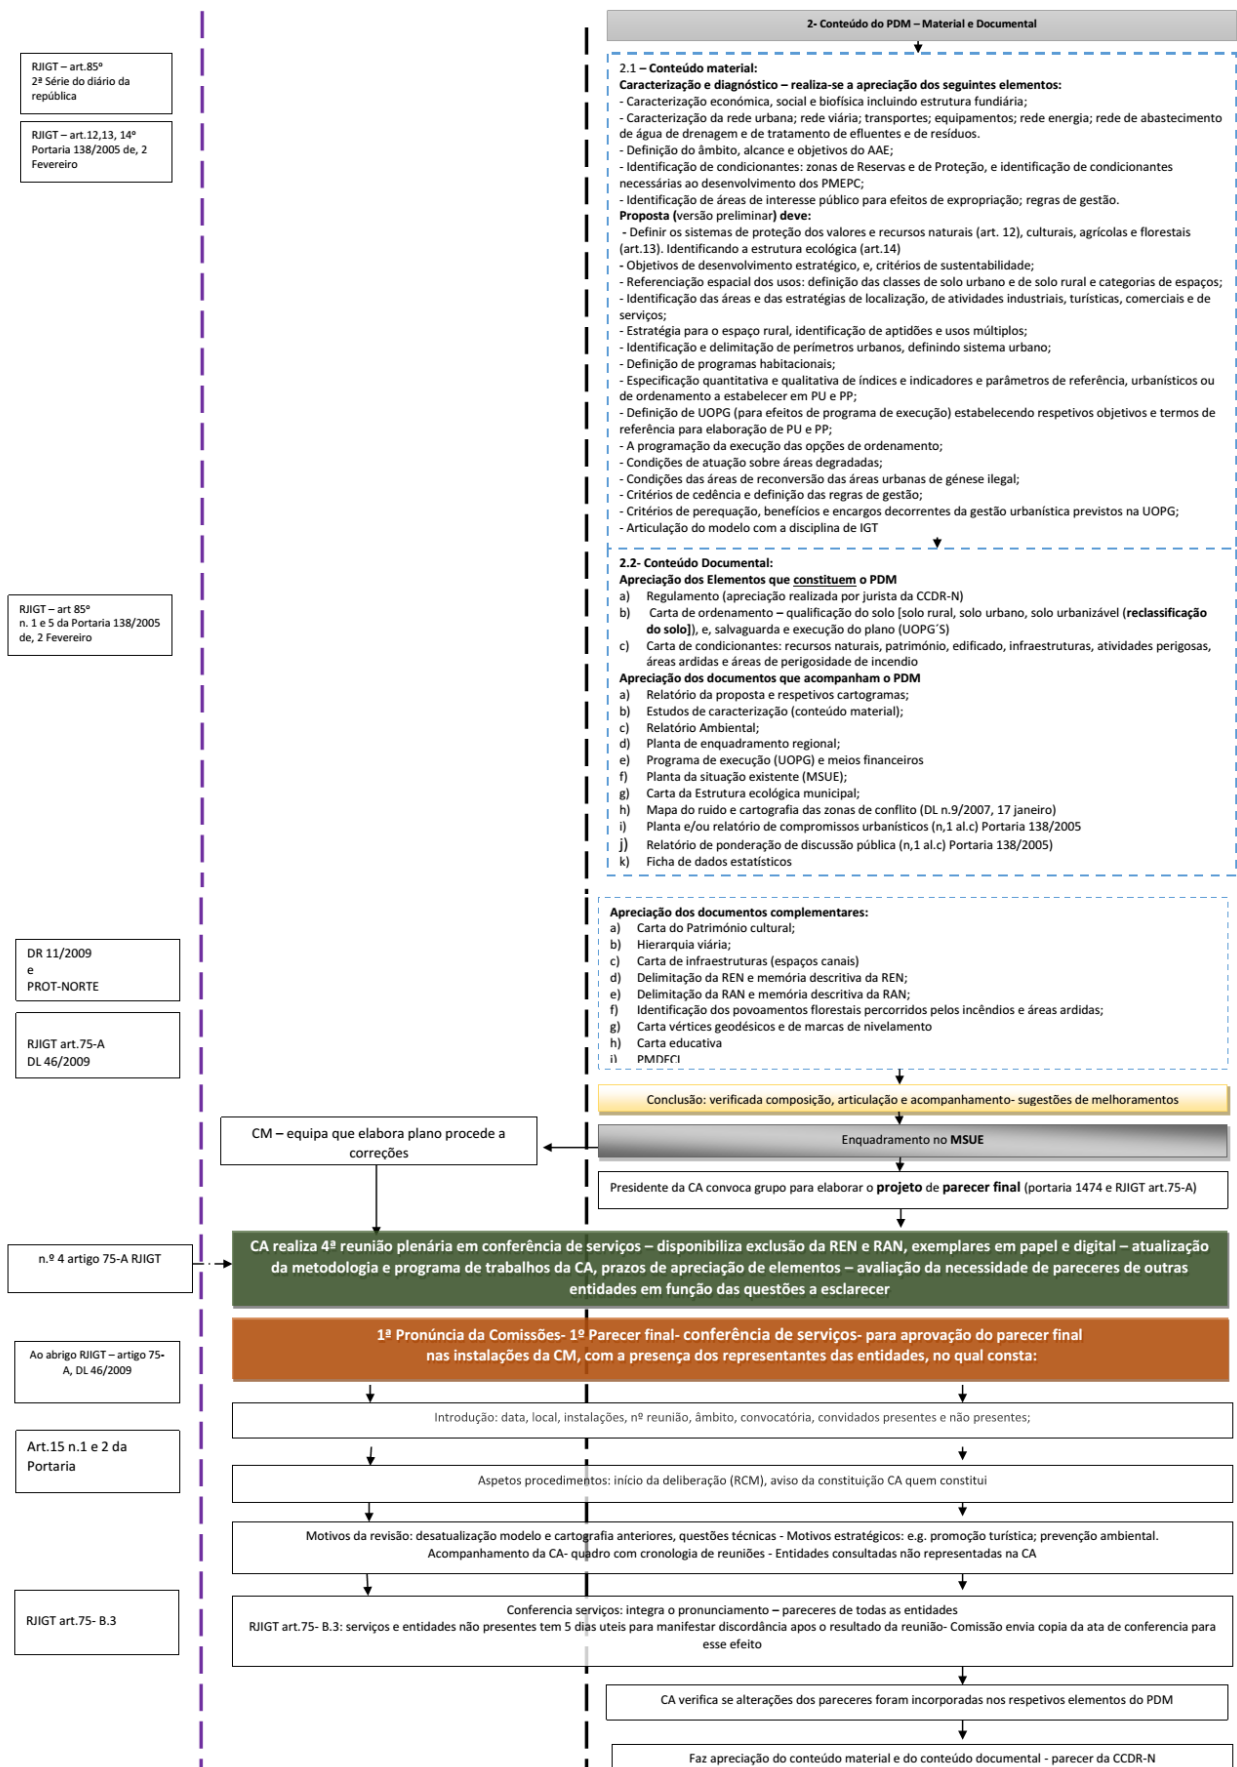 2- Conteúdo do PDM – Material e Documental
RJIGT – art.85º
2ª Série do diário da
república
RJIGT – art.12,13, 14º
Portaria 138/2005 de, 2
Fevereiro
2.1 – Conteúdo material:
Caracterização e diagnóstico – realiza-se a apreciação dos seguintes elementos:
- Caracterização económica, social e biofísica incluindo estrutura fundiária;
- Caracterização da rede urbana; rede viária; transportes; equipamentos; rede energia; rede de abastecimento
de água de drenagem e de tratamento de efluentes e de resíduos.
- Definição do âmbito, alcance e objetivos do AAE;
- Identificação de condicionantes: zonas de Reservas e de Proteção, e identificação de condicionantes
necessárias ao desenvolvimento dos PMEPC;
- Identificação de áreas de interesse público para efeitos de expropriação; regras de gestão.
Proposta (versão preliminar) deve:
- Definir os sistemas de proteção dos valores e recursos naturais (art. 12), culturais, agrícolas e florestais
(art.13). Identificando a estrutura ecológica (art.14)
- Objetivos de desenvolvimento estratégico, e, critérios de sustentabilidade;
- Referenciação espacial dos usos: definição das classes de solo urbano e de solo rural e categorias de espaços;
- Identificação das áreas e das estratégias de localização, de atividades industriais, turísticas, comerciais e de
serviços;
- Estratégia para o espaço rural, identificação de aptidões e usos múltiplos;
- Identificação e delimitação de perímetros urbanos, definindo sistema urbano;
- Definição de programas habitacionais;
- Especificação quantitativa e qualitativa de índices e indicadores e parâmetros de referência, urbanísticos ou
de ordenamento a estabelecer em PU e PP;
- Definição de UOPG (para efeitos de programa de execução) estabelecendo respetivos objetivos e termos de
referência para elaboração de PU e PP;
- A programação da execução das opções de ordenamento;
- Condições de atuação sobre áreas degradadas;
- Condições das áreas de reconversão das áreas urbanas de génese ilegal;
- Critérios de cedência e definição das regras de gestão;
- Critérios de perequação, benefícios e encargos decorrentes da gestão urbanística previstos na UOPG;
- Articulação do modelo com a disciplina de IGT
RJIGT – art 85º
n. 1 e 5 da Portaria 138/2005
de, 2 Fevereiro
2.2- Conteúdo Documental:
Apreciação dos Elementos que constituem o PDM
a) Regulamento (apreciação realizada por jurista da CCDR-N)
b) Carta de ordenamento – qualificação do solo [solo rural, solo urbano, solo urbanizável (reclassificação
do solo]), e, salvaguarda e execução do plano (UOPG´S)
c) Carta de condicionantes: recursos naturais, património, edificado, infraestruturas, atividades perigosas,
áreas ardidas e áreas de perigosidade de incendio
Apreciação dos documentos que acompanham o PDM
a) Relatório da proposta e respetivos cartogramas;
b) Estudos de caracterização (conteúdo material);
c) Relatório Ambiental;
d) Planta de enquadramento regional;
e) Programa de execução (UOPG) e meios financeiros
f) Planta da situação existente (MSUE);
g) Carta da Estrutura ecológica municipal;
h) Mapa do ruido e cartografia das zonas de conflito (DL n.9/2007, 17 janeiro)
i) Planta e/ou relatório de compromissos urbanísticos (n,1 al.c) Portaria 138/2005
j) Relatório de ponderação de discussão pública (n,1 al.c) Portaria 138/2005)
k) Ficha de dados estatísticos
DR 11/2009
e
PROT-NORTE
RJIGT art.75-A
DL 46/2009
Apreciação dos documentos complementares:
a) Carta do Património cultural;
b) Hierarquia viária;
c) Carta de infraestruturas (espaços canais)
d) Delimitação da REN e memória descritiva da REN;
e) Delimitação da RAN e memória descritiva da RAN;
f) Identificação dos povoamentos florestais percorridos pelos incêndios e áreas ardidas;
g) Carta vértices geodésicos e de marcas de nivelamento
h) Carta educativa
i) PMDFCI
Conclusão: verificada composição, articulação e acompanhamento- sugestões de melhoramentos
CM – equipa que elabora plano procede a
correções
Enquadramento no MSUE
Presidente da CA convoca grupo para elaborar o projeto de parecer final (portaria 1474 e RJIGT art.75-A)
n.º 4 artigo 75-A RJIGT
CA realiza 4ª reunião plenária em conferência de serviços – disponibiliza exclusão da REN e RAN, exemplares em papel e digital – atualização
da metodologia e programa de trabalhos da CA, prazos de apreciação de elementos – avaliação da necessidade de pareceres de outras
entidades em função das questões a esclarecer
Ao abrigo RJIGT – artigo 75-
A, DL 46/2009
1ª Pronúncia da Comissões- 1º Parecer final- conferência de serviços- para aprovação do parecer final
nas instalações da CM, com a presença dos representantes das entidades, no qual consta:
Introdução: data, local, instalações, nº reunião, âmbito, convocatória, convidados presentes e não presentes;
Art.15 n.1 e 2 da
Portaria
Aspetos procedimentos: início da deliberação (RCM), aviso da constituição CA quem constitui
Motivos da revisão: desatualização modelo e cartografia anteriores, questões técnicas - Motivos estratégicos: e.g. promoção turística; prevenção ambiental.
Acompanhamento da CA- quadro com cronologia de reuniões - Entidades consultadas não representadas na CA
RJIGT art.75- B.3
Conferencia serviços: integra o pronunciamento – pareceres de todas as entidades
RJIGT art.75- B.3: serviços e entidades não presentes tem 5 dias uteis para manifestar discordância apos o resultado da reunião- Comissão envia copia da ata de conferencia para
esse efeito
CA verifica se alterações dos pareceres foram incorporadas nos respetivos elementos do PDM
Faz apreciação do conteúdo material e do conteúdo documental - parecer da CCDR-N